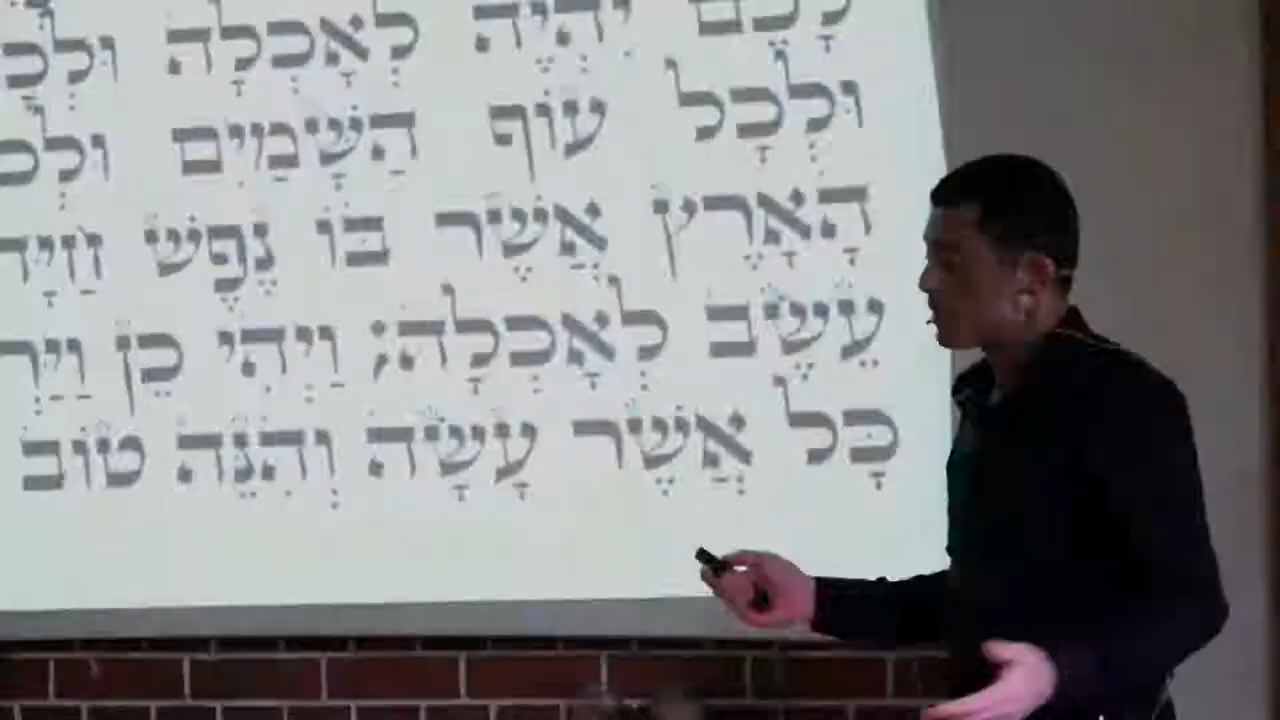 לָכֶם יִהְיֶה לְאָכְלָה וּלְכָ
וּלְכָל עוֹף הַשָּׁמַיִם וּלְכ
הָאָרֶץ אֲשֶׁר בּוֹ נֶפֶשׁ
עֵשֶׂב לְאָכְלָה; וַיְהִי כֵן וַיַּרְ
כָּל אֲשֶׁר עָשָׂה וְהִנֵּה טוֹב